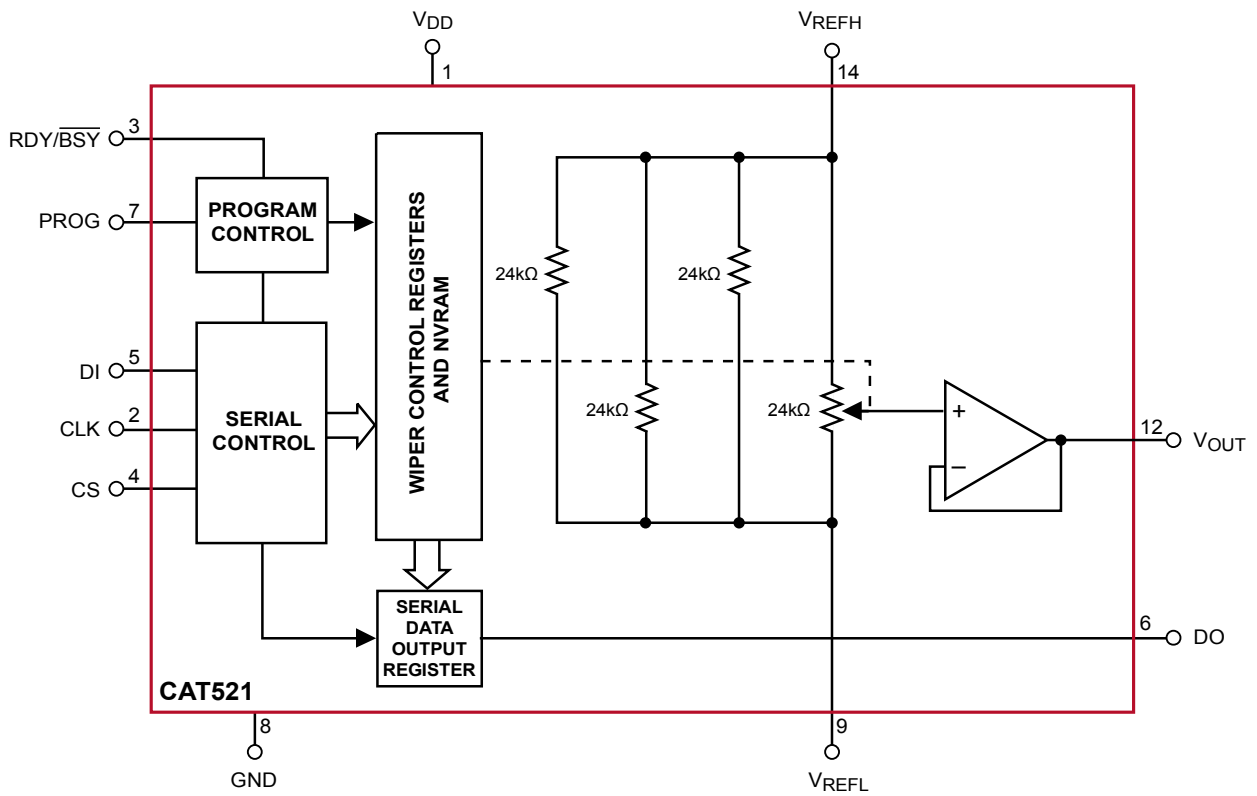 VDD
VREFH
1
14
RDY/BSY
3
PROG
7
PROGRAM
CONTROL
WIPER CONTROL REGISTERS
AND NVRAM
24kΩ
24kΩ
DI
5
CLK
2
CS
4
SERIAL
CONTROL
24kΩ
24kΩ
+
–
12
VOUT
SERIAL
DATA
OUTPUT
REGISTER
6
DO
CAT521
8
9
GND
VREFL